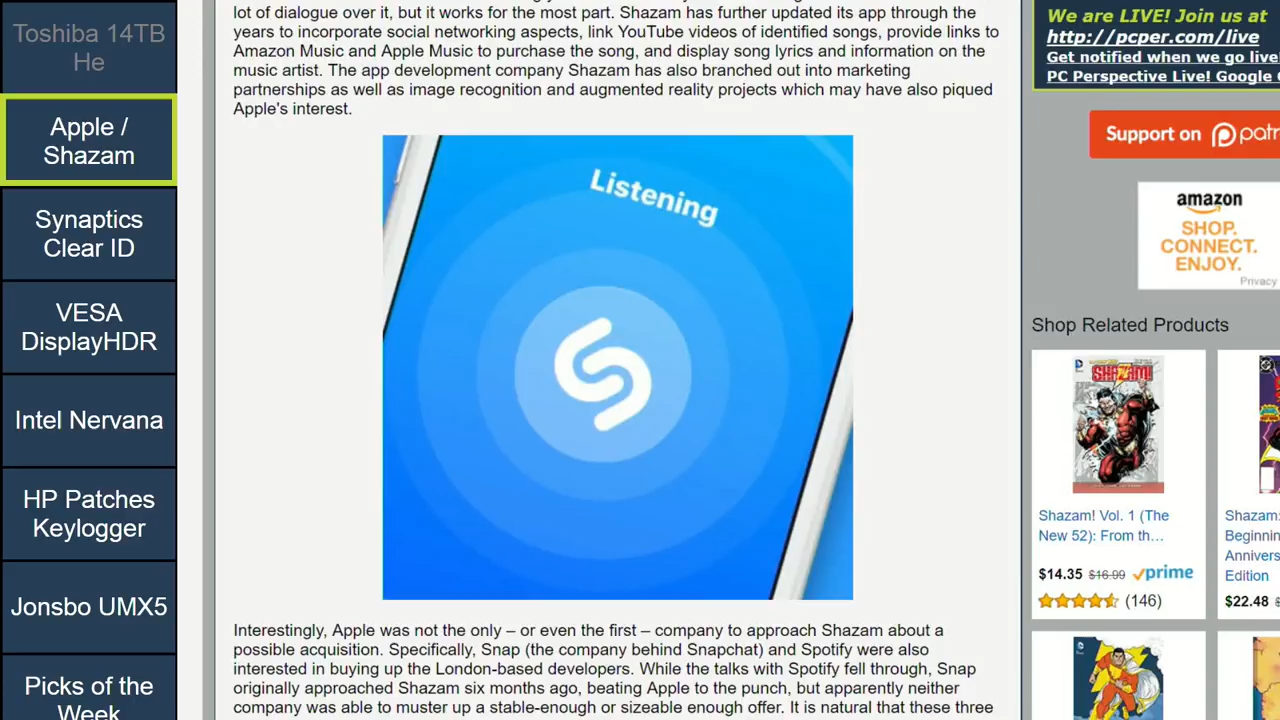 Toshiba 14TB
He
Apple /
Shazam
Synaptics
Clear ID
VESA
DisplayHDR
Intel Nervana
HP Patches
Keylogger
Jonsbo UMX5
Picks of the
Week
lot of dialogue over it, but it works for the most part. Shazam has further updated its app through the
years to incorporate social networking aspects, link YouTube videos of identified songs, provide links to
Amazon Music and Apple Music to purchase the song, and display song lyrics and information on the
music artist. The app development company Shazam has also branched out into marketing
partnerships as well as image recognition and augmented reality projects which may have also piqued
Apple's interest.
Listening
Interestingly, Apple was not the only – or even the first – company to approach Shazam about a
possible acquisition. Specifically, Snap (the company behind Snapchat) and Spotify were also
interested in buying up the London-based developers. While the talks with Spotify fell through, Snap
originally approached Shazam six months ago, beating Apple to the punch, but apparently neither
company was able to muster up a stable-enough or sizeable enough offer. It is natural that these three
We are LIVE! Join us at
http://pcper.com/live
Get notified when we go live!
PC Perspective Live! Google
Support on patr
amazon
SHOP.
CONNECT.
ENJOY.
Privacy
Shop Related Products
SHAZAM!
Shazam! Vol. 1 (The
New 52): From th…
$14.35 $16.99 prime
(146)
Shazam:
Beginnin
Annivers
Edition
$22.48